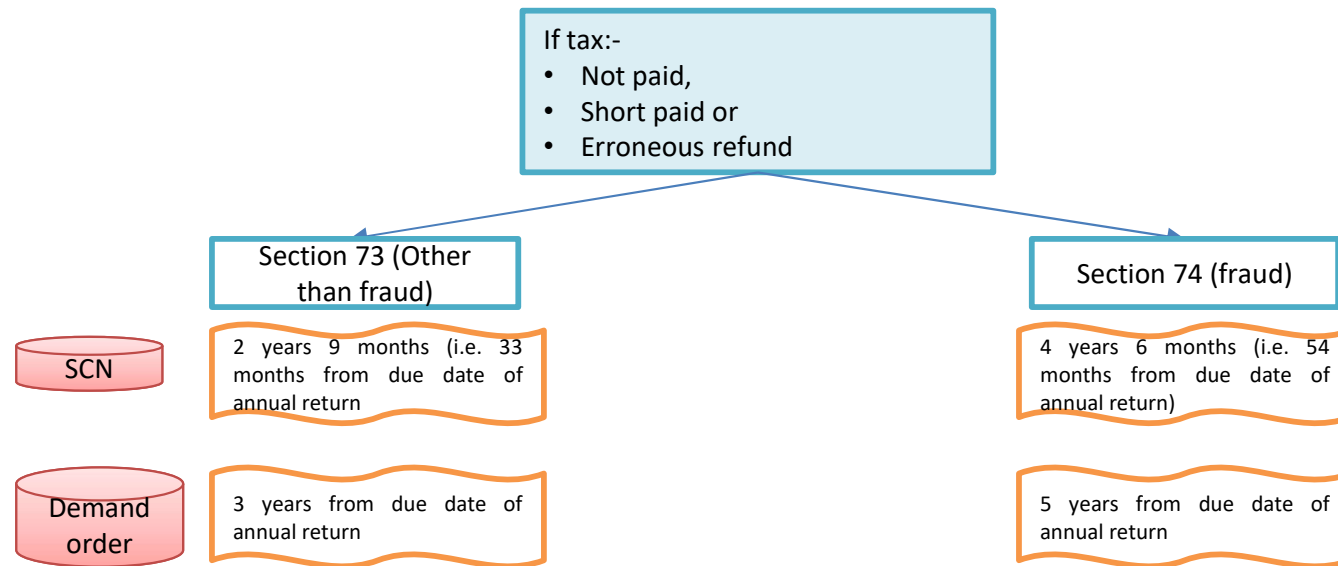 If tax:-
• Not paid,
• Short paid or
• Erroneous refund
Section 73 (Other
than fraud)
Section 74 (fraud)
SCN
2 years 9 months (i.e. 33
months from due date of
annual return
4 years 6 months (i.e. 54
months from due date of
annual return)
Demand
order
3 years from due date of
annual return
5 years from due date of
annual return